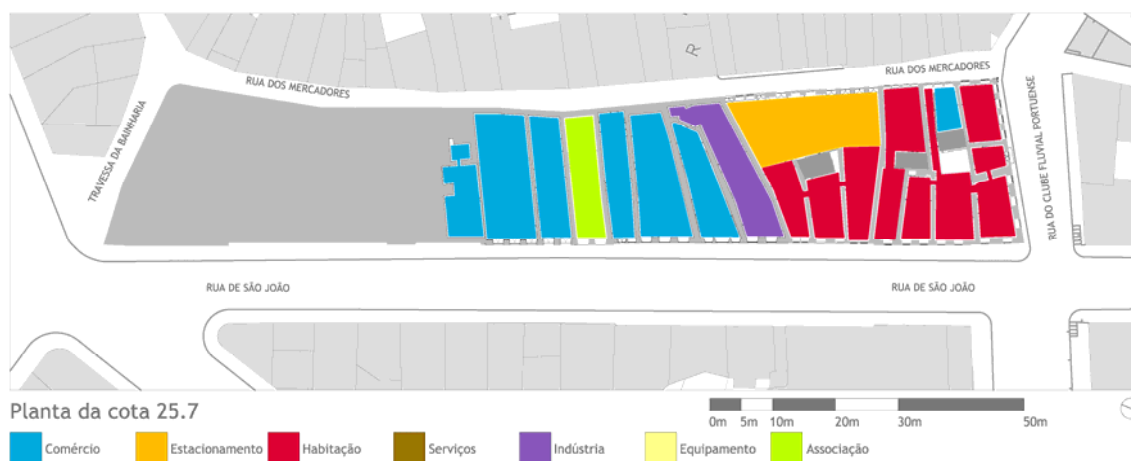 R
RUA DOS MERCADORES
RUA DOS MERCADORES
TRAVESSA DA BAINHARIA
RUA DO CLUBE FLUVIAL PORTUENSE
RUA DE SÃO JOÃO
RUA DE SÃO JOÃO
Planta da cota 25.7
0m 5m 10m 20m 30m 50m
Comércio Estacionamento Habitação Serviços Indústria Equipamento Associação